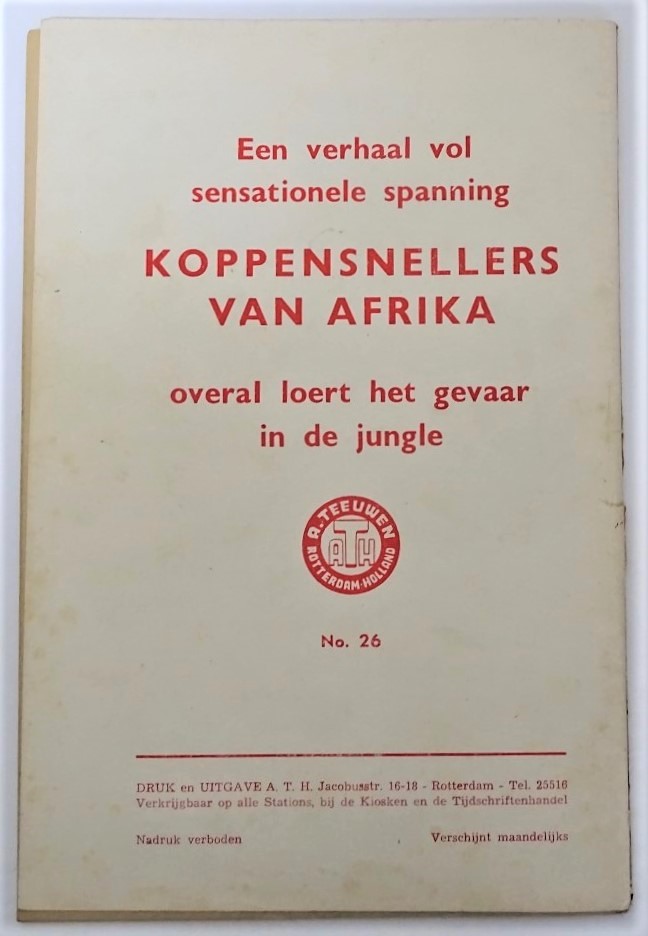 Een verhaal vol
sensationele spanning
KOPPENSNELLERS
VAN AFRIKA
overal loert het gevaar
in de jungle
A. TEEUWEN
ATH
ROTTERDAM-HOLLAND
No. 26
DRUK en UITGAVE A. T. H. Jacobusstr. 16-18 - Rotterdam - Tel. 25516
Verkrijgbaar op alle Stations, bij de Kiosken en de Tijdschriftenhandel
Nadruk verboden Verschijnt maandelijks